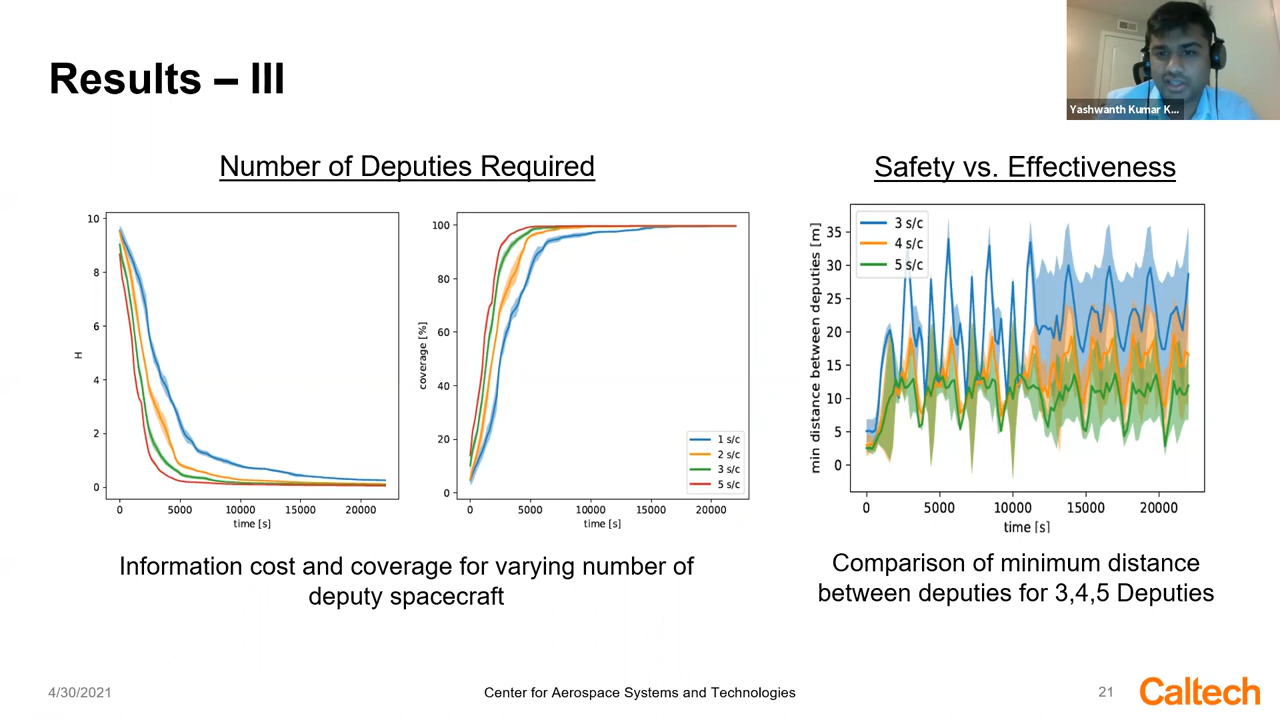 Results – III
Yashwanth Kumar K...
Number of Deputies Required
Safety vs. Effectiveness
10
8
6
4
2
0
H
0 5000 10000 15000 20000
time [s]
100
80
60
40
20
0
coverage [%]
1 s/c
2 s/c
3 s/c
5 s/c
0 5000 10000 15000 20000
time [s]
35
30
25
20
15
10
5
0
min distance between deputies [m]
3 s/c
4 s/c
5 s/c
0 5000 10000 15000 20000
time [s]
Information cost and coverage for varying number of
deputy spacecraft
Comparison of minimum distance
between deputies for 3,4,5 Deputies
4/30/2021
Center for Aerospace Systems and Technologies
21
Caltech